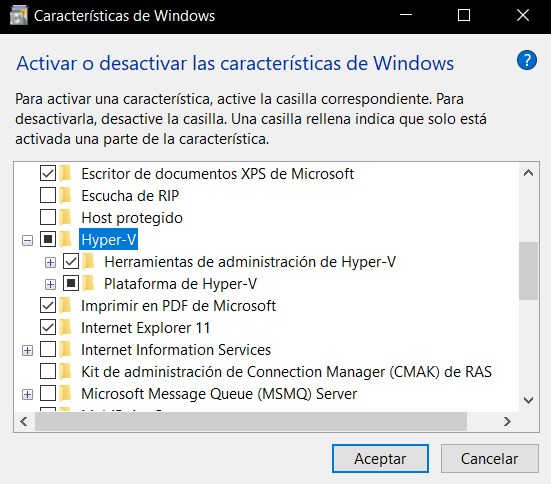 Características de Windows
Activar o desactivar las características de Windows
?
Para activar una característica, active la casilla correspondiente. Para
desactivarla, desactive la casilla. Una casilla rellena indica que solo está
activada una parte de la característica.
Escritor de documentos XPS de Microsoft
Escucha de RIP
Host protegido
Hyper-V
Herramientas de administración de Hyper-V
Plataforma de Hyper-V
Imprimir en PDF de Microsoft
Internet Explorer 11
Internet Information Services
Kit de administración de Connection Manager (CMAK) de RAS
Microsoft Message Queue (MSMQ) Server
Aceptar
Cancelar